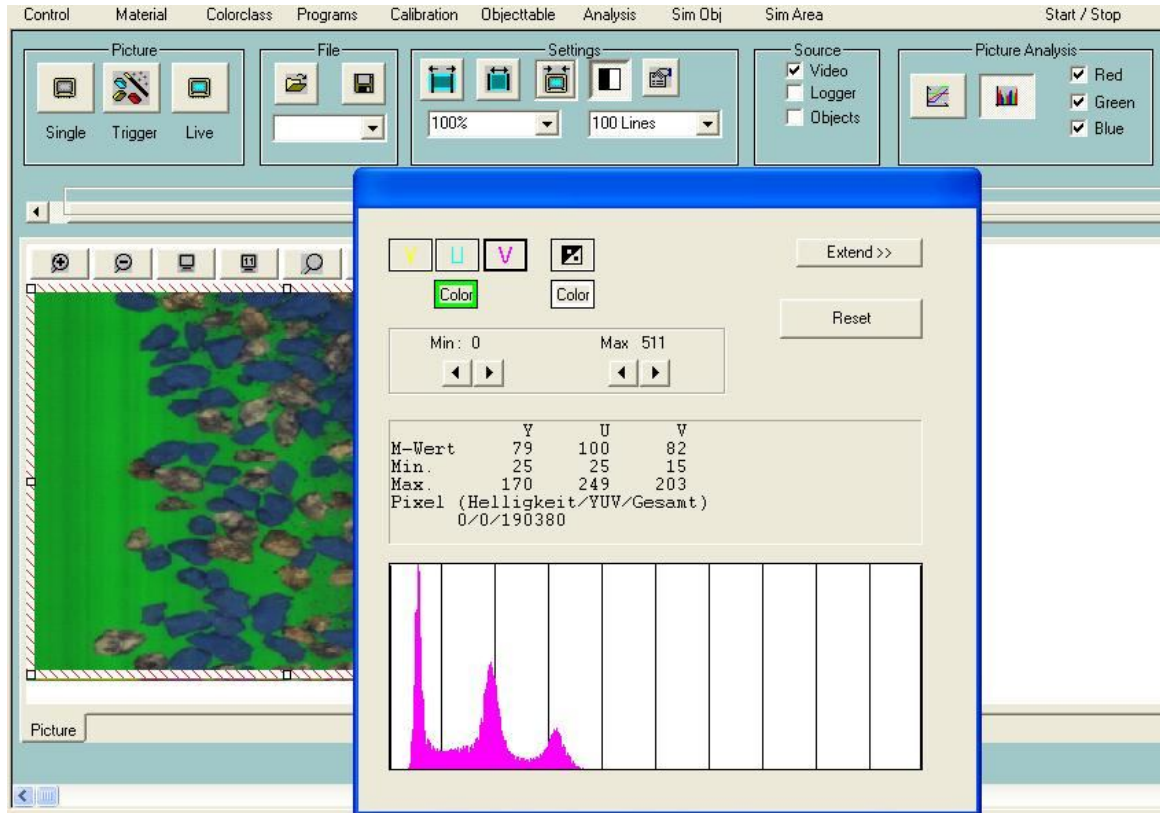 Control Material Colorclass Programs Calibration Objecttable Analysis Sim Obj Sim Area Start / Stop
Picture File Settings Source Picture Analysis
Video Red
Logger Green
Objects Blue
Single Trigger Live 100% 100 Lines
Y U V Extend >>
Color Color
Reset
Min: 0 Max 511
Y U V
M-Wert 79 100 82
Min. 25 25 15
Max. 170 249 203
Pixel (Helligkeit/YUV/Gesamt)
0/0/190380
Picture